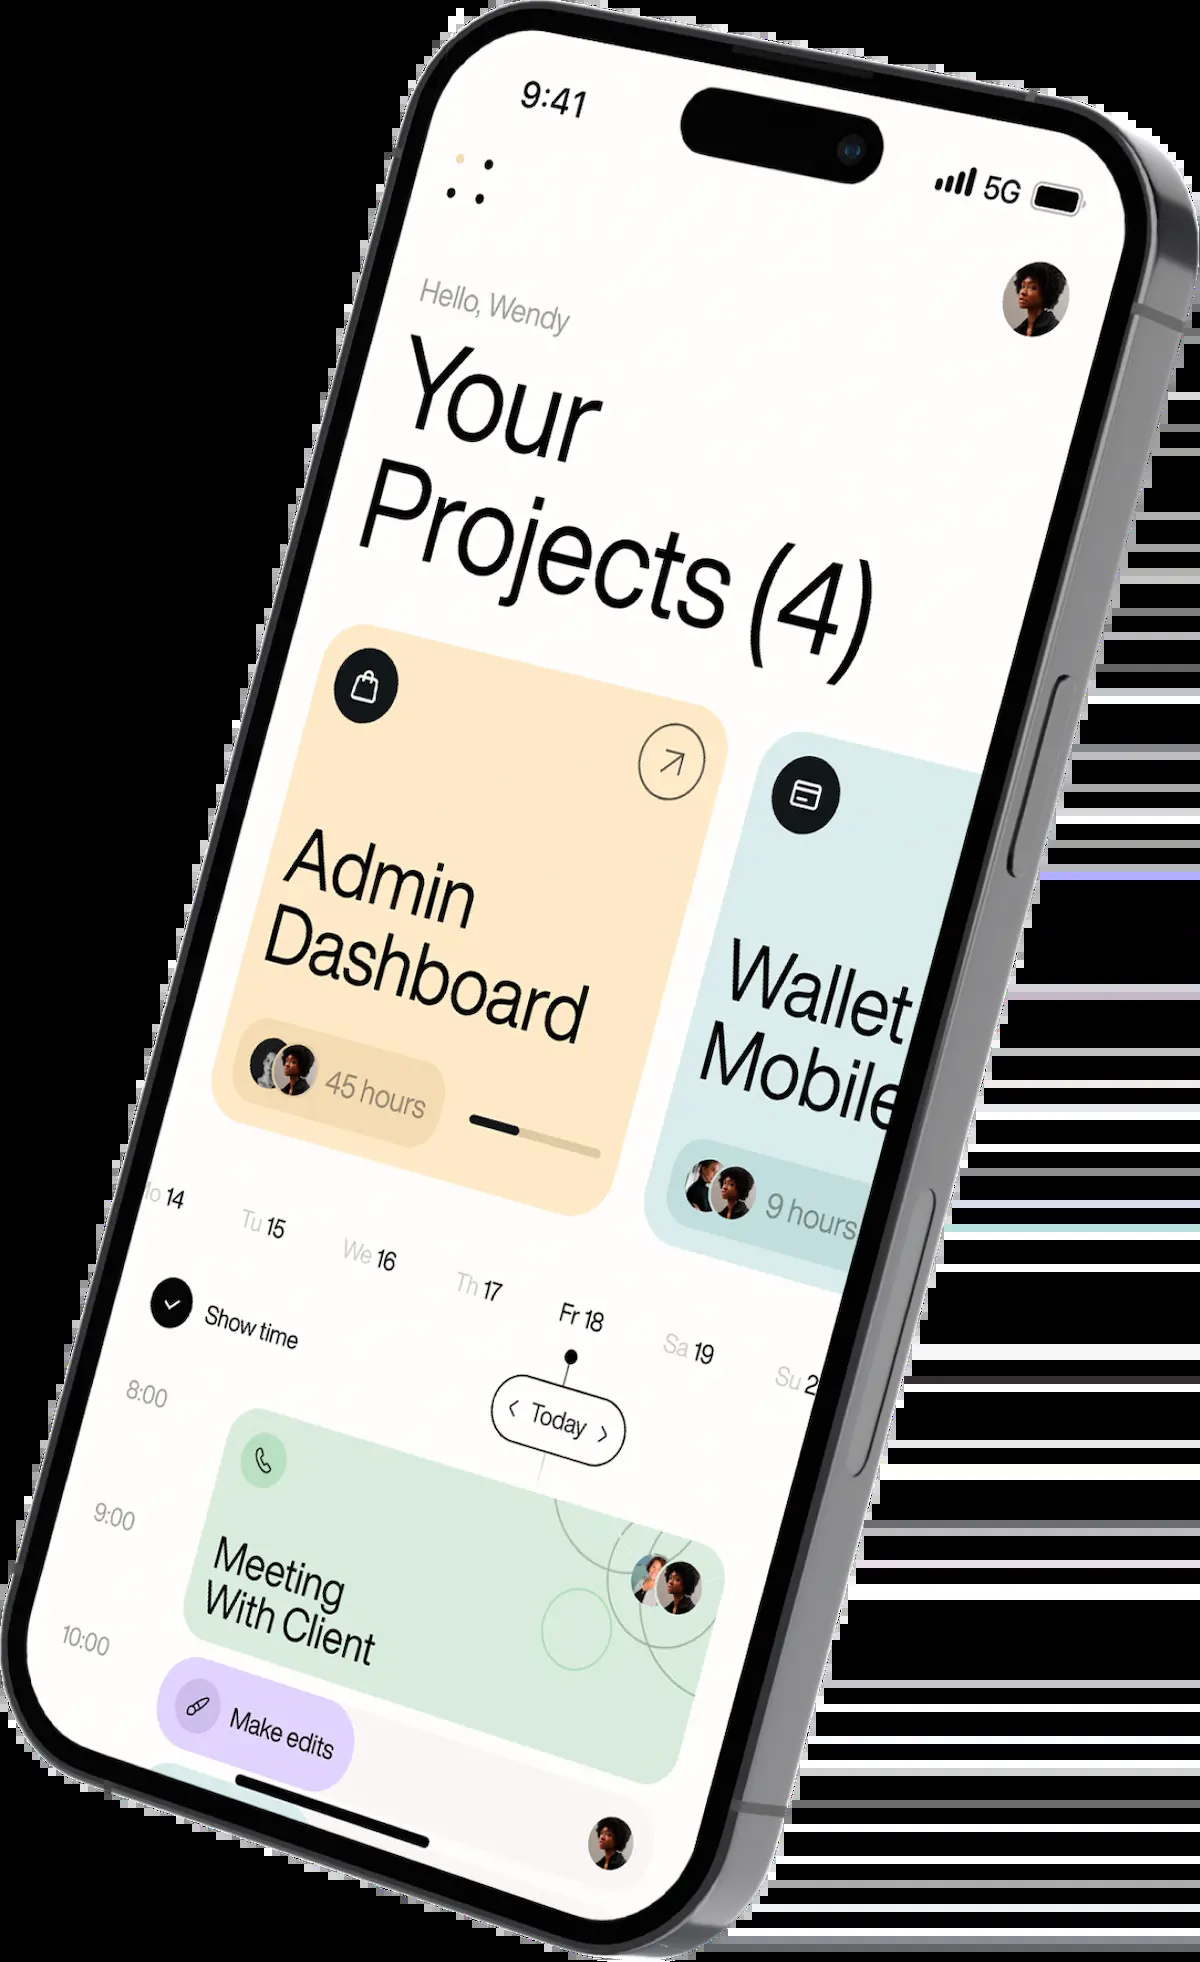 9:41
5G
Hello, Wendy
Your
Projects (4)
Admin
Dashboard
45 hours
Wallet
Mobile
9 hours
14
Tu 15
We 16
Th 17
Fr 18
Sa 19
Su 2
Show time
Today
8:00
9:00
10:00
Meeting
With Client
Make edits